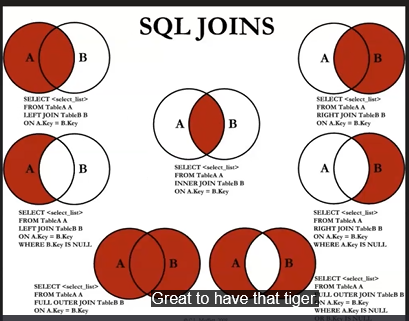 SQL JOINS
A B
SELECT <select_list>
FROM TableA A
LEFT JOIN TableB B
ON A.Key = B.Key
A B
SELECT <select_list>
FROM TableA A
RIGHT JOIN TableB B
ON A.Key = B.Key
A B
SELECT <select_list>
FROM TableA A
INNER JOIN TableB B
ON A.Key = B.Key
A B
SELECT <select_list>
FROM TableA A
LEFT JOIN TableB B
ON A.Key = B.Key
WHERE B.Key IS NULL
A B
SELECT <select_list>
FROM TableA A
RIGHT JOIN TableB B
ON A.Key = B.Key
WHERE A.Key IS NULL
A B
SELECT <select_list>
FROM TableA A
FULL OUTER JOIN TableB B
ON A.Key = B.Key
A B
SELECT <select_list>
FROM TableA A
FULL OUTER JOIN TableB B
ON A.Key = B.Key
WHERE A.Key IS NULL
Great to have that tiger